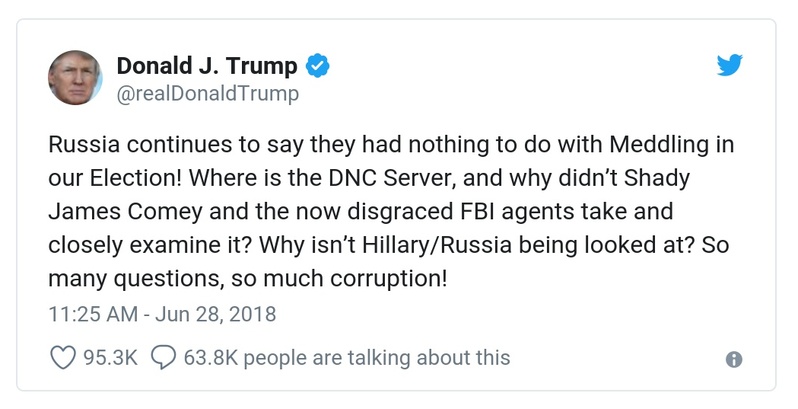 Donald J. Trump
@realDonaldTrump
Russia continues to say they had nothing to do with Meddling in
our Election! Where is the DNC Server, and why didn’t Shady
James Comey and the now disgraced FBI agents take and
closely examine it? Why isn’t Hillary/Russia being looked at? So
many questions, so much corruption!
11:25 AM - Jun 28, 2018
95.3K 63.8K people are talking about this